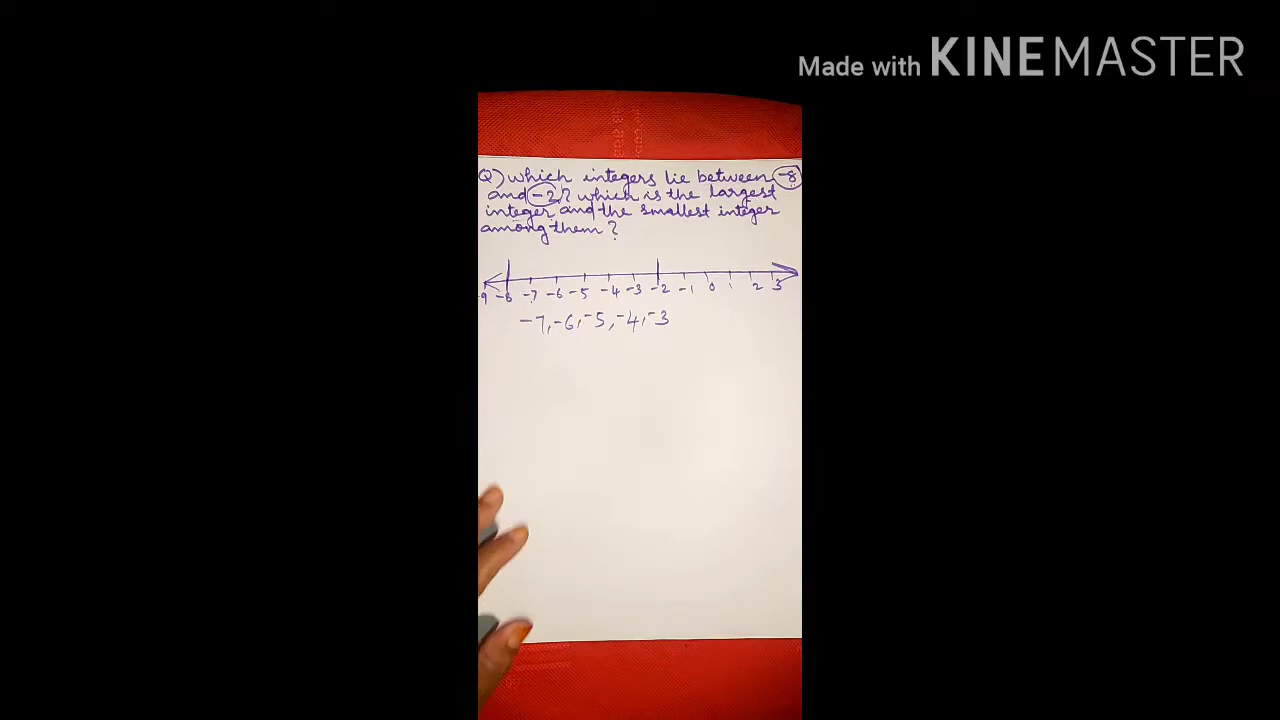 Made with KINEMASTER
Q) which integers lie between -8
and -2? which is the largest
integer and the smallest integer
among them?
-9 -8 -7 -6 -5 -4 -3 -2 -1 0 1 2 3
-7, -6, -5, -4, -3